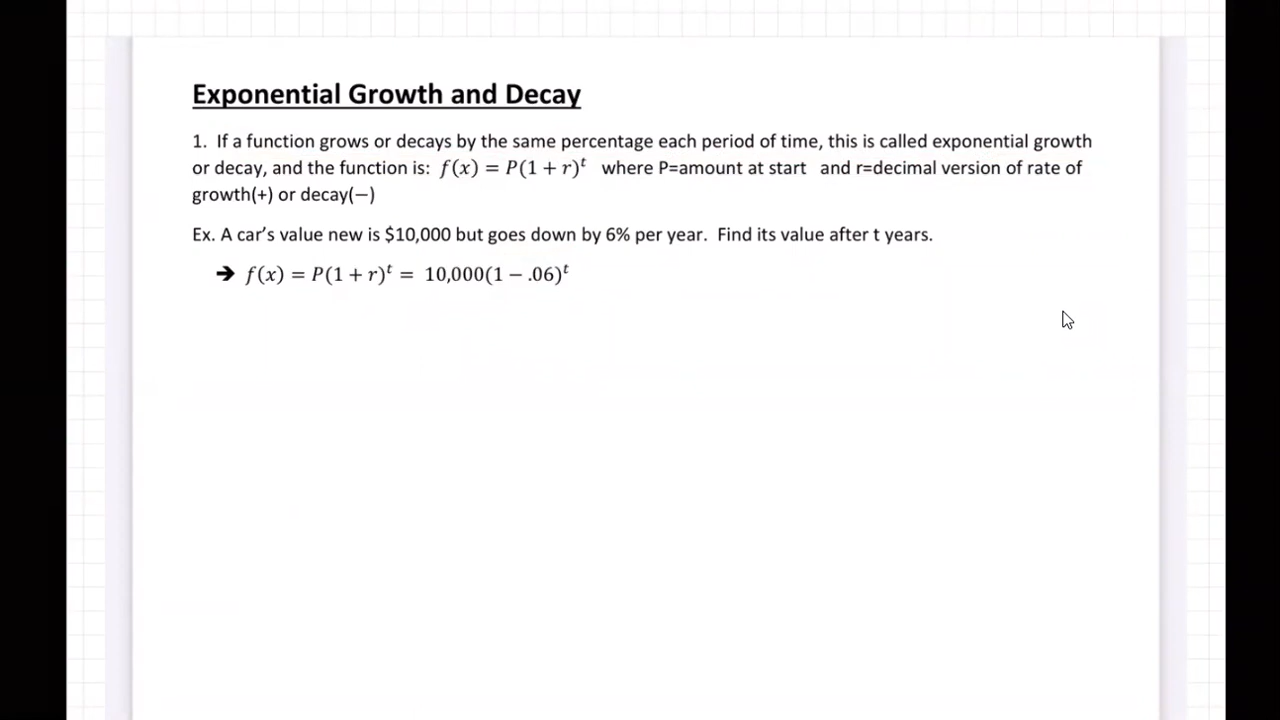 Exponential Growth and Decay
1. If a function grows or decays by the same percentage each period of time, this is called exponential growth
or decay, and the function is: f(x) = P(1 + r)^t where P=amount at start and r=decimal version of rate of
growth(+) or decay(−)
Ex. A car’s value new is $10,000 but goes down by 6% per year. Find its value after t years.
➔ f(x) = P(1 + r)^t = 10,000(1 − .06)^t